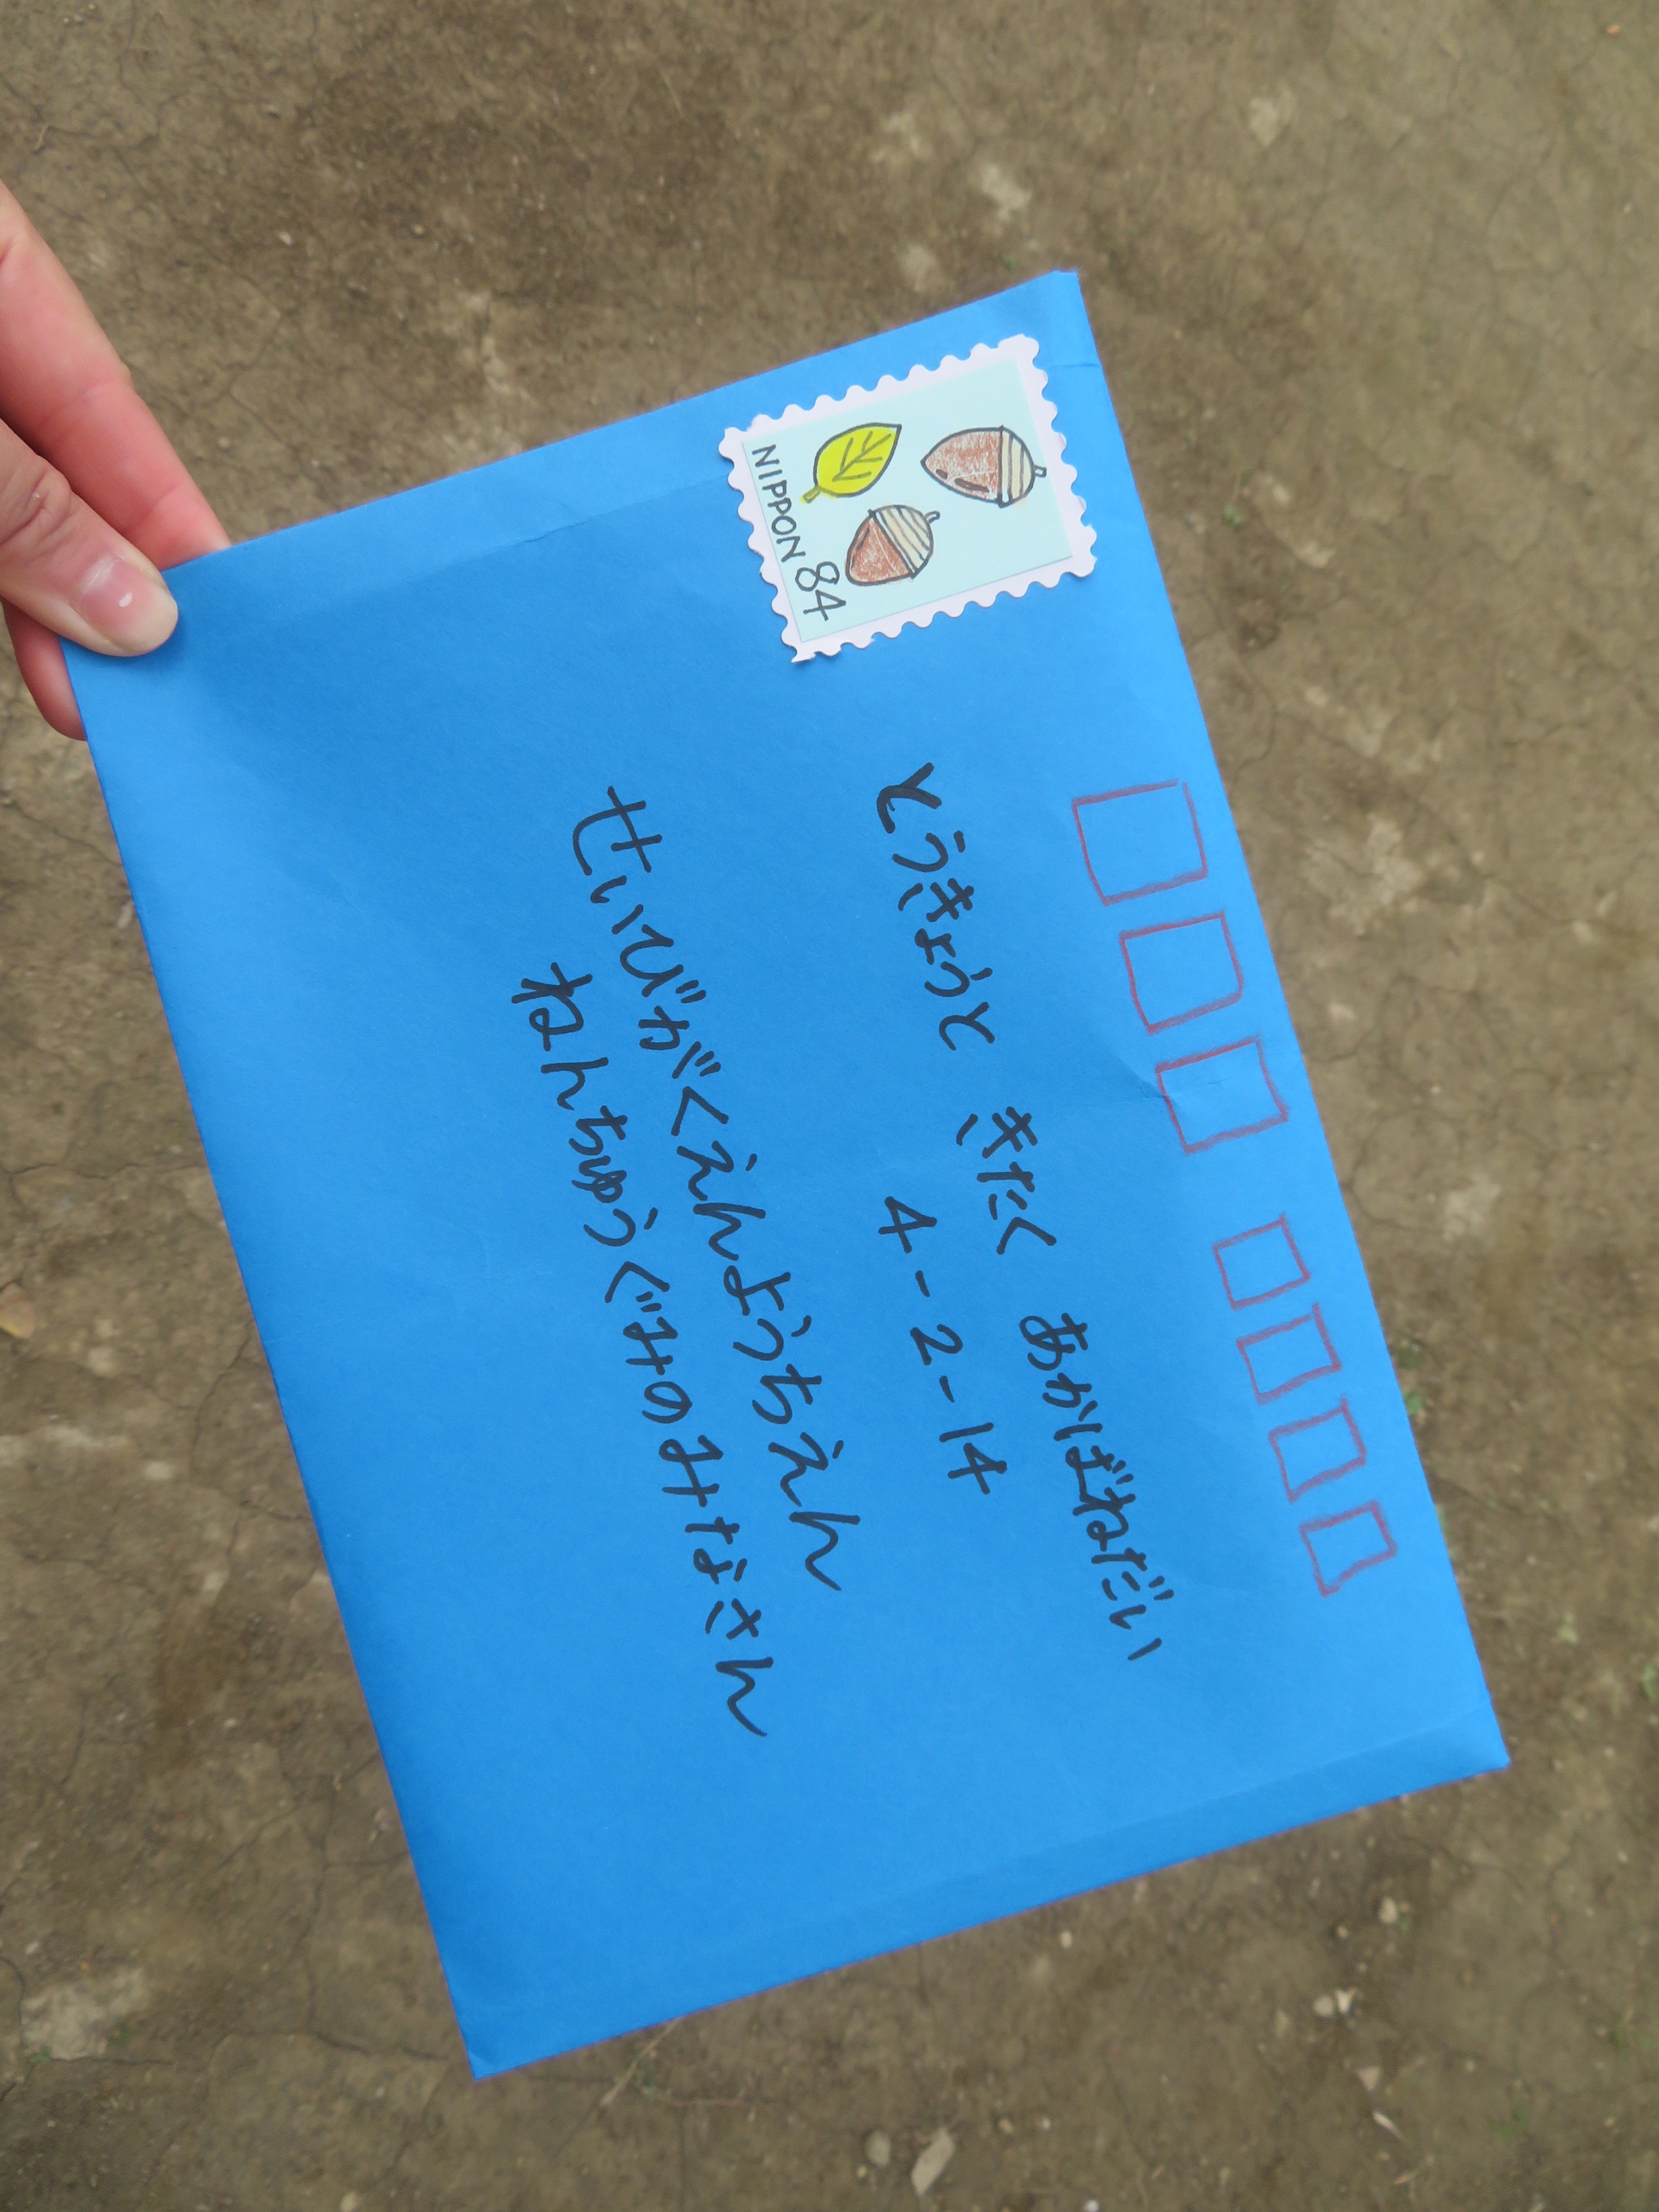 NIPPON 84
とうきょうと きたく あかばねだい
4-2-14
せいびがくえんようちえん
ねんちゅうぐみのみなさん